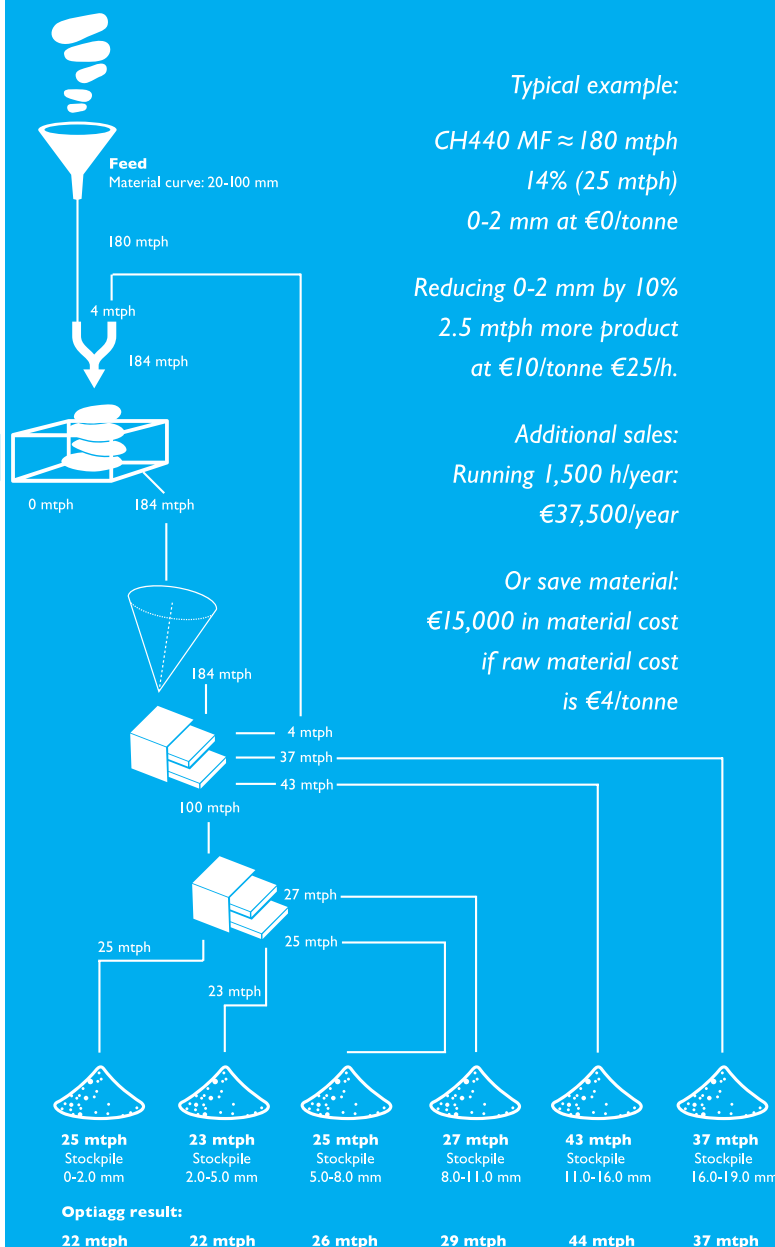 Typical example:
CH440 MF ≈ 180 mtph
14% (25 mtph)
0-2 mm at €0/tonne
Reducing 0-2 mm by 10%
2.5 mtph more product
at €10/tonne €25/h.
Additional sales:
Running 1,500 h/year:
€37,500/year
Or save material:
€15,000 in material cost
if raw material cost
is €4/tonne
Feed
Material curve: 20-100 mm
180 mtph
4 mtph
184 mtph
0 mtph
184 mtph
184 mtph
4 mtph
37 mtph
43 mtph
100 mtph
27 mtph
25 mtph
25 mtph
23 mtph
25 mtph
Stockpile
0-2.0 mm
23 mtph
Stockpile
2.0-5.0 mm
25 mtph
Stockpile
5.0-8.0 mm
27 mtph
Stockpile
8.0-11.0 mm
43 mtph
Stockpile
11.0-16.0 mm
37 mtph
Stockpile
16.0-19.0 mm
Optiagg result:
22 mtph 22 mtph 26 mtph 29 mtph 44 mtph 37 mtph